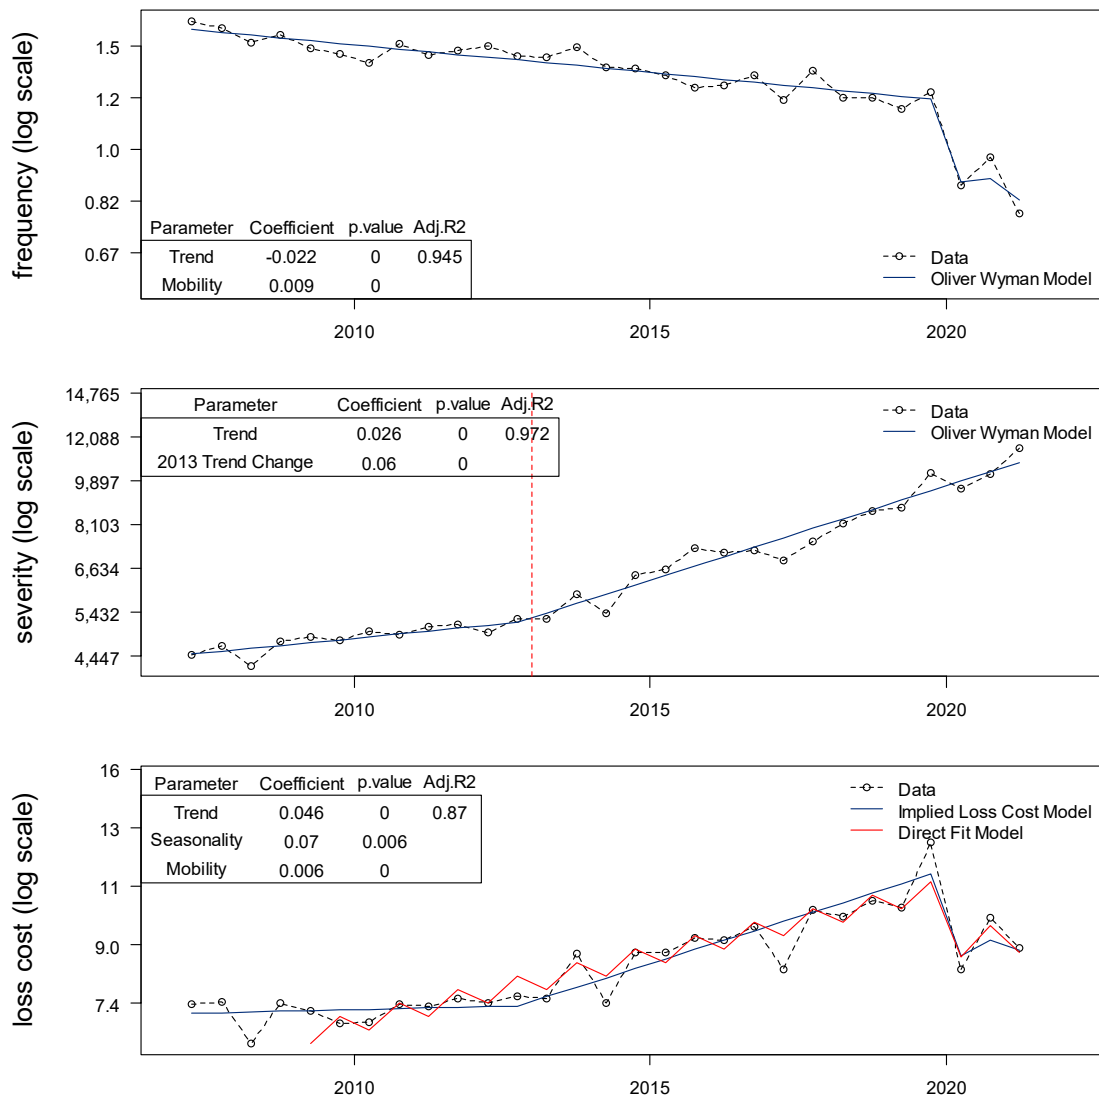 frequency (log scale)
1.5
1.2
1.0
0.82
0.67
Parameter Coefficient p.value Adj.R2
Trend -0.022 0 0.945
Mobility 0.009 0
Data
Oliver Wyman Model
2010 2015 2020
severity (log scale)
14,765
12,088
9,897
8,103
6,634
5,432
4,447
Parameter Coefficient p.value Adj.R2
Trend 0.026 0 0.972
2013 Trend Change 0.06 0
Data
Oliver Wyman Model
2010 2015 2020
loss cost (log scale)
16
13
11
9.0
7.4
Parameter Coefficient p.value Adj.R2
Trend 0.046 0 0.87
Seasonality 0.07 0.006
Mobility 0.006 0
Data
Implied Loss Cost Model
Direct Fit Model
2010 2015 2020